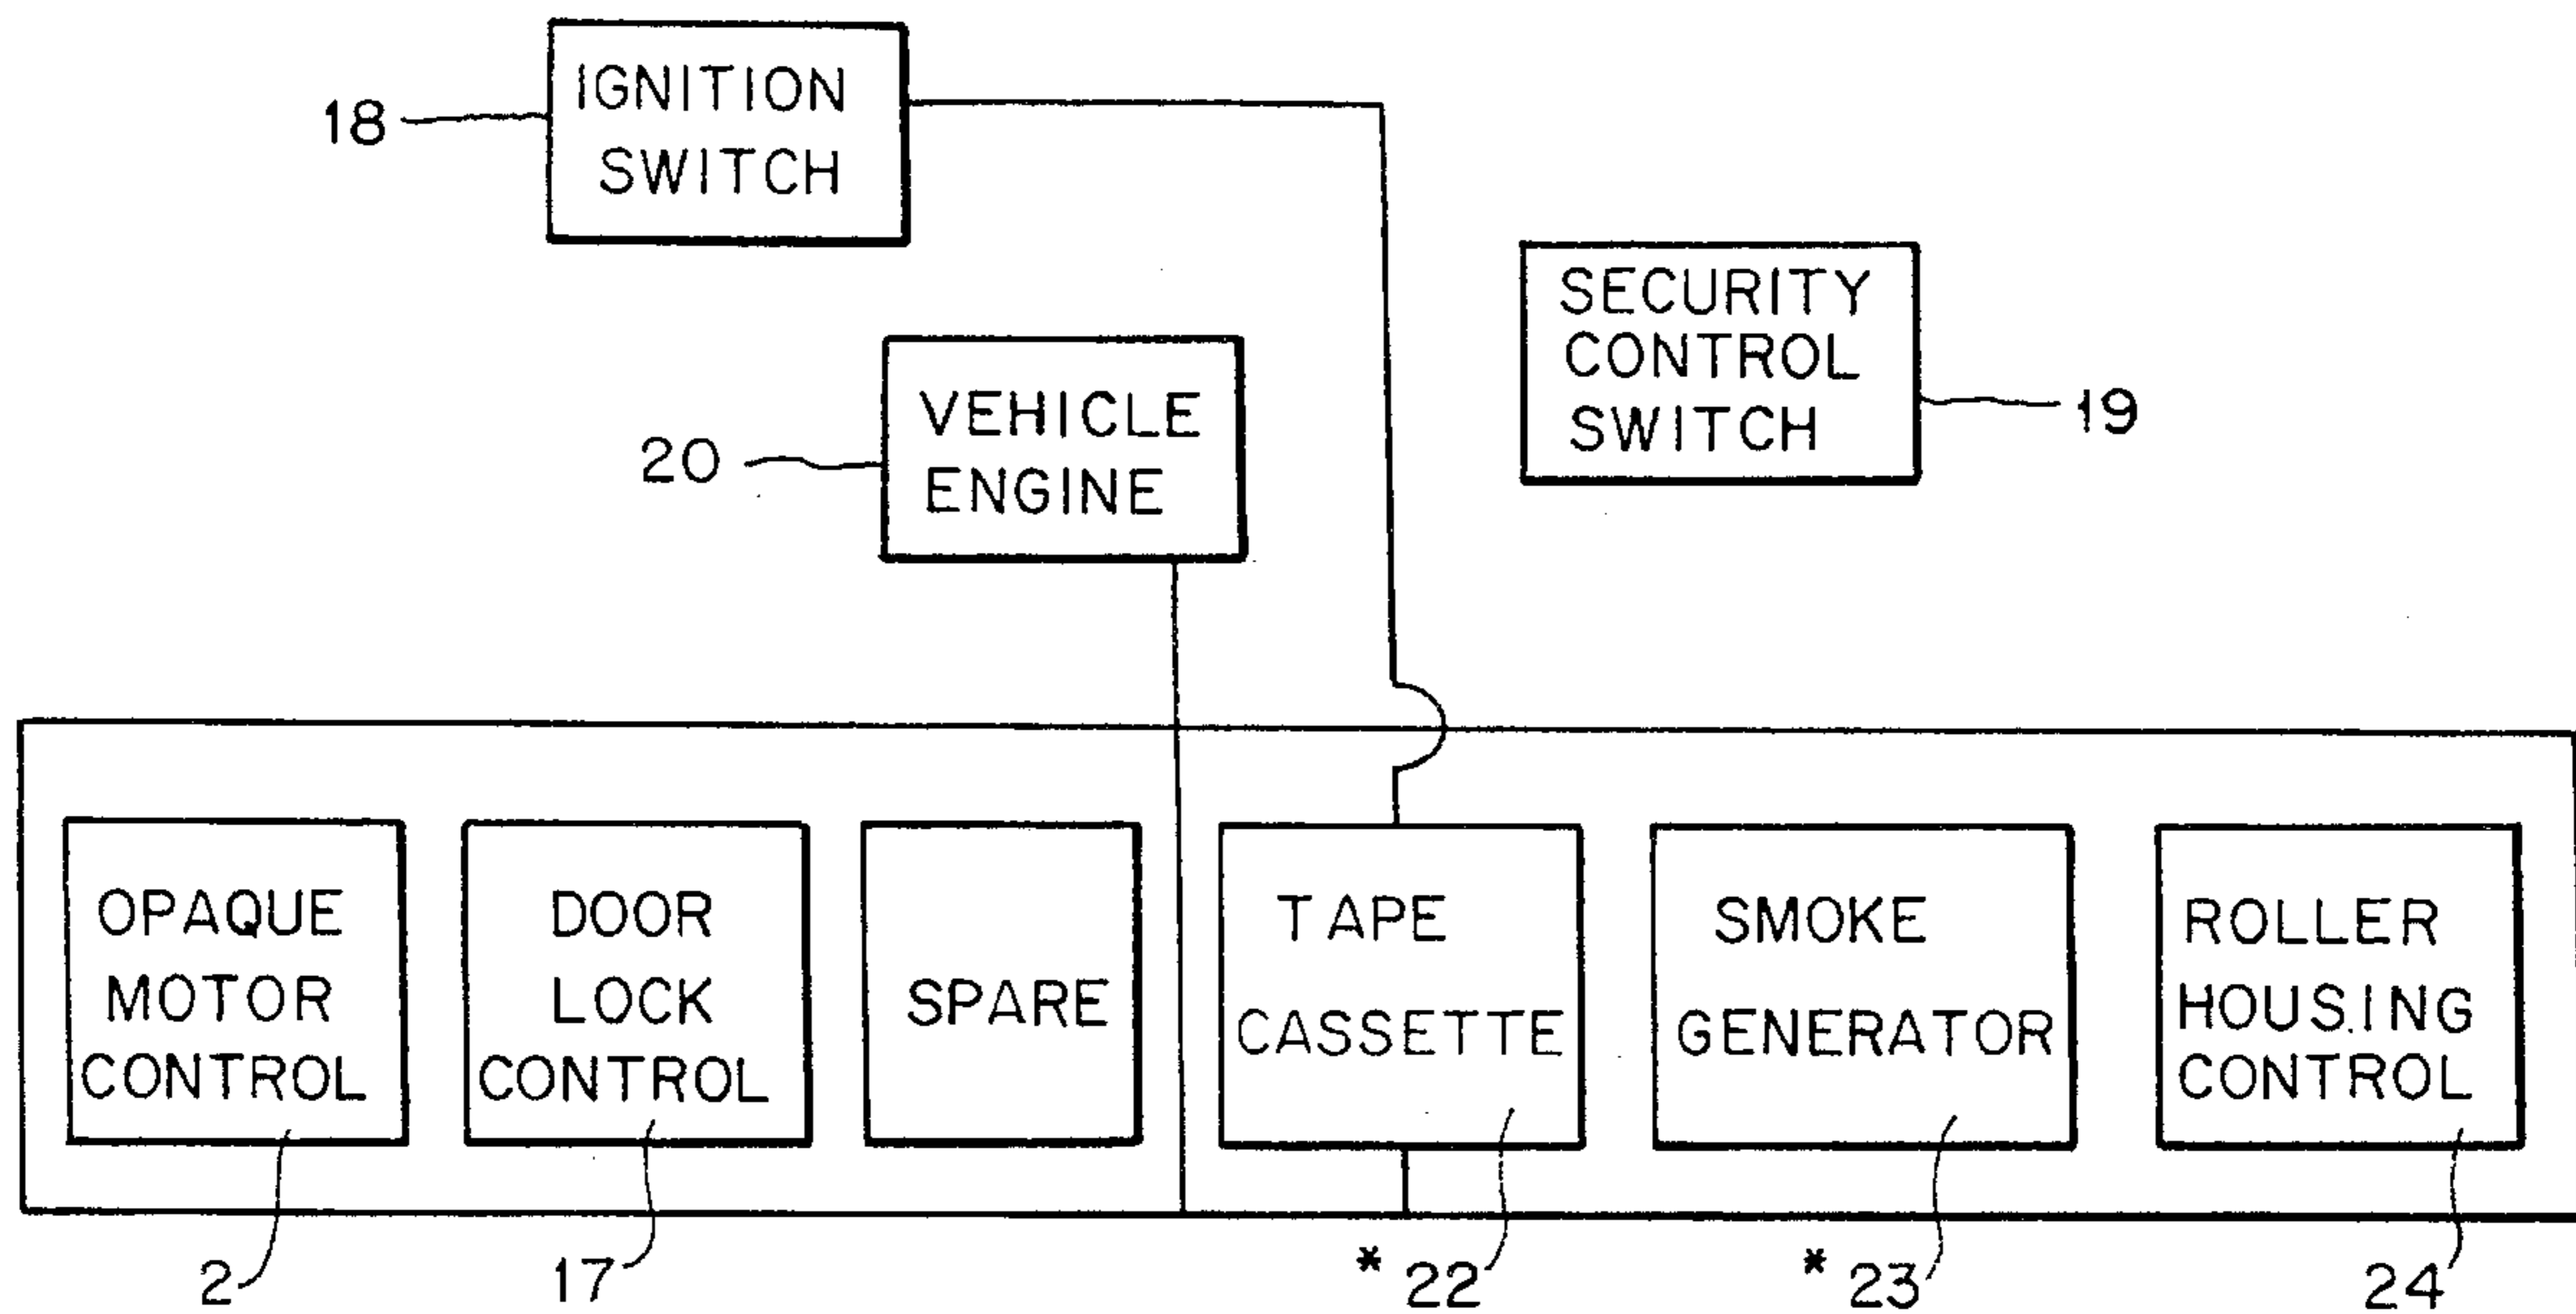 IGNITION
SWITCH
18
SECURITY
CONTROL
SWITCH
19
VEHICLE
ENGINE
20
OPAQUE
MOTOR
CONTROL
DOOR
LOCK
CONTROL
SPARE
TAPE
CASSETTE
SMOKE
GENERATOR
ROLLER
HOUSING
CONTROL
2
17
* 22
* 23
24